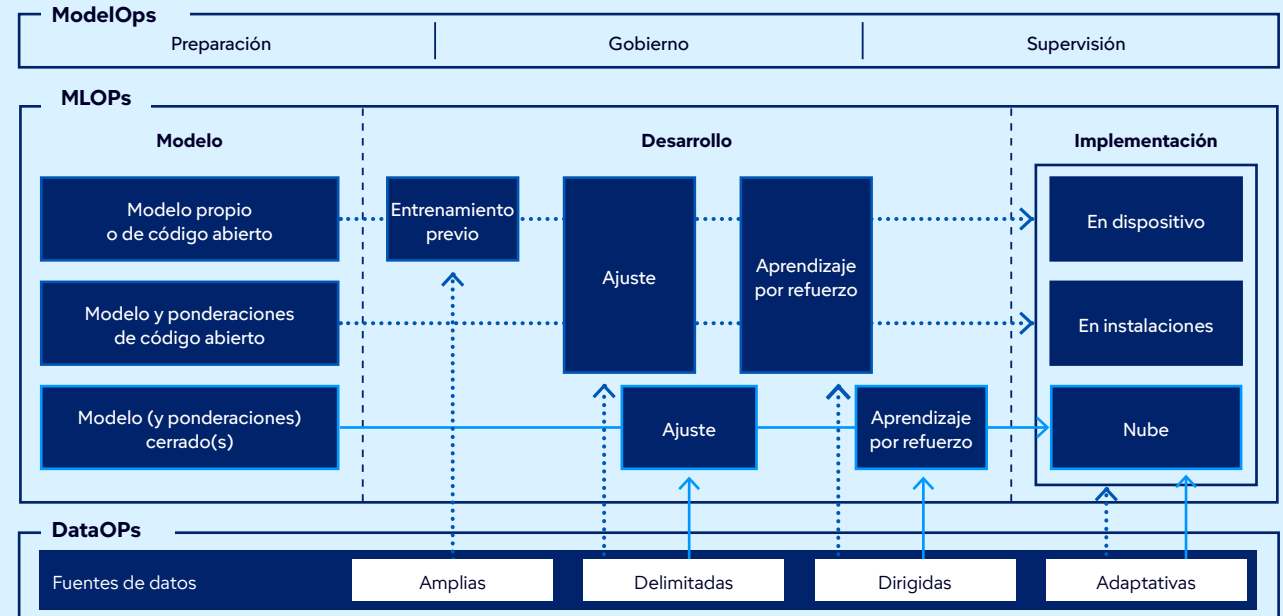 ModelOps
Preparación
Gobierno
Supervisión
MLOPs
Modelo
Desarrollo
Implementación
Modelo propio
o de código abierto
Entrenamiento
previo
Ajuste
Aprendizaje
por refuerzo
En dispositivo
Modelo y ponderaciones
de código abierto
En instalaciones
Modelo (y ponderaciones)
cerrado(s)
Ajuste
Aprendizaje
por refuerzo
Nube
DataOPs
Fuentes de datos
Amplias
Delimitadas
Dirigidas
Adaptativas